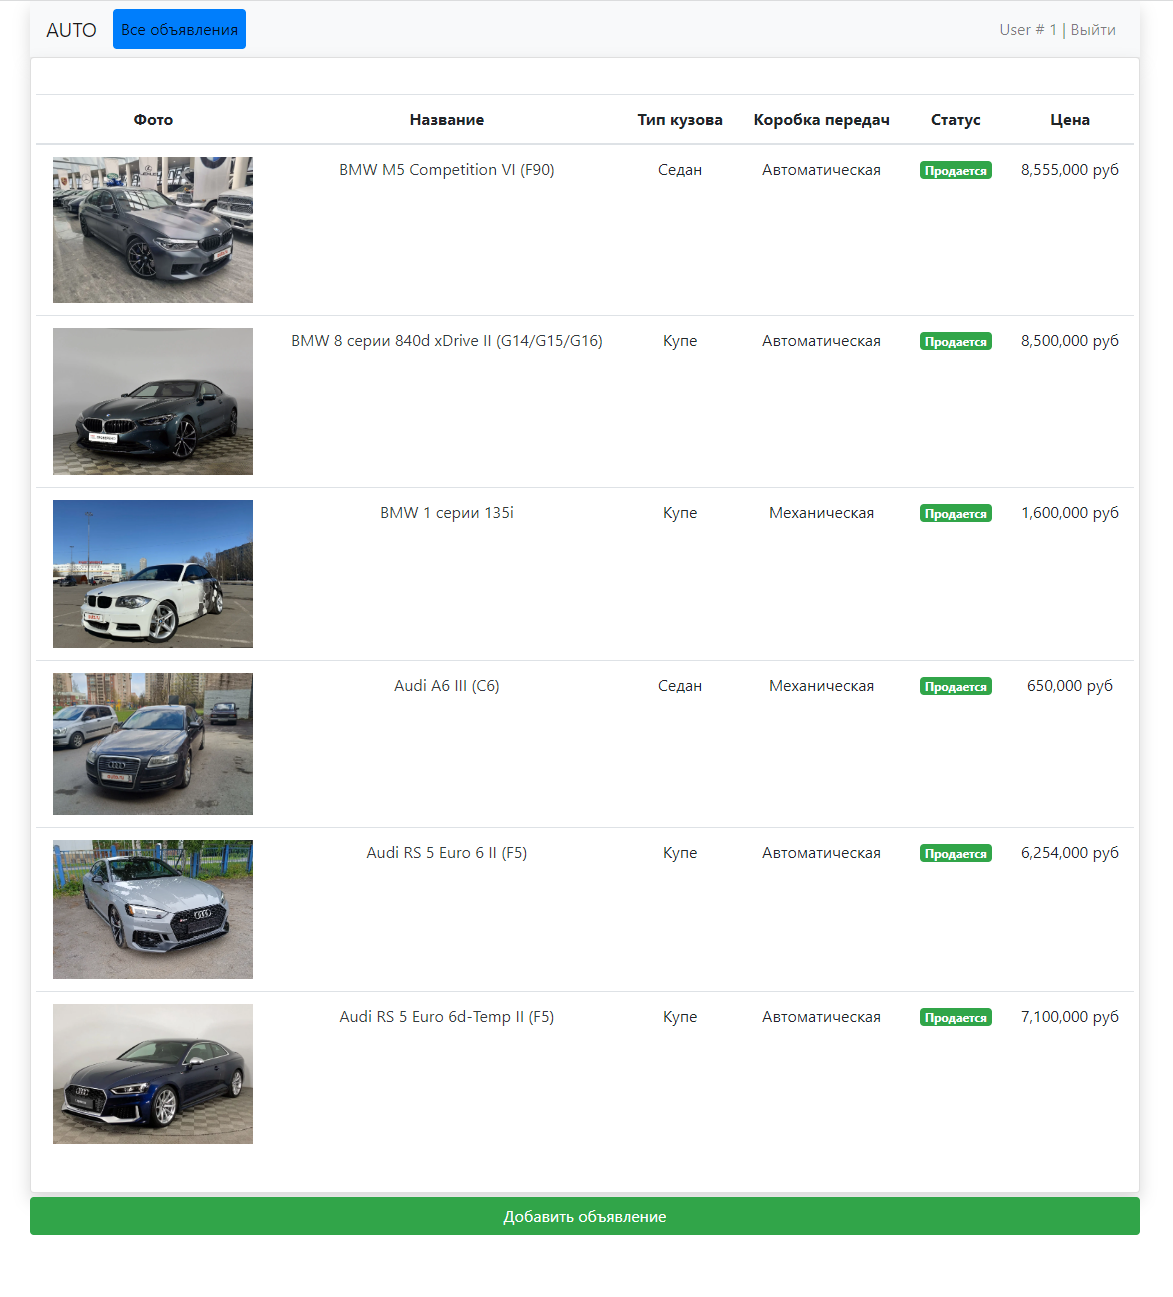 AUTO Все объявления User # 1 | Выйти
Фото Название Тип кузова Коробка передач Статус Цена
BMW M5 Competition VI (F90) Седан Автоматическая Продается 8,555,000 руб
BMW 8 серии 840d xDrive II (G14/G15/G16) Купе Автоматическая Продается 8,500,000 руб
BMW 1 серии 135i Купе Механическая Продается 1,600,000 руб
Audi A6 III (C6) Седан Механическая Продается 650,000 руб
Audi RS 5 Euro 6 II (F5) Купе Автоматическая Продается 6,254,000 руб
Audi RS 5 Euro 6d-Temp II (F5) Купе Автоматическая Продается 7,100,000 руб
Добавить объявление